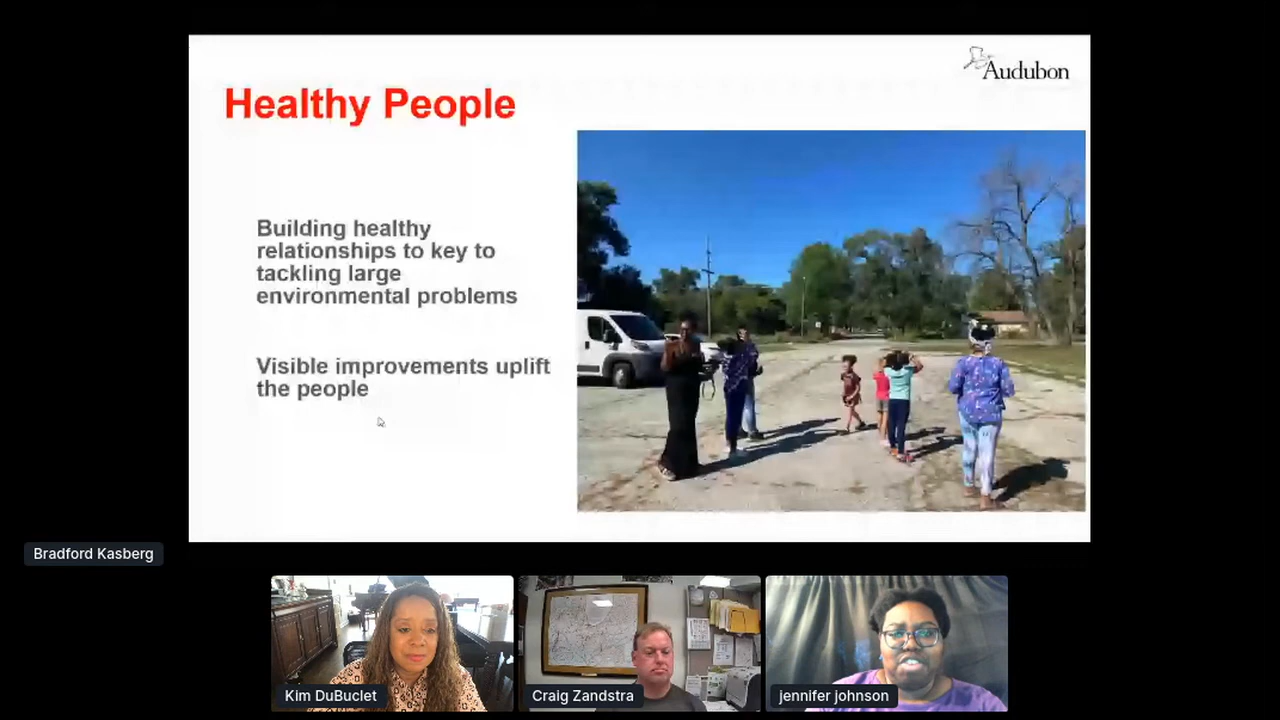 Audubon
Healthy People
Building healthy
relationships to key to
tackling large
environmental problems
Visible improvements uplift
the people
Bradford Kasberg
Kim DuBuclet
Craig Zandstra
jennifer johnson